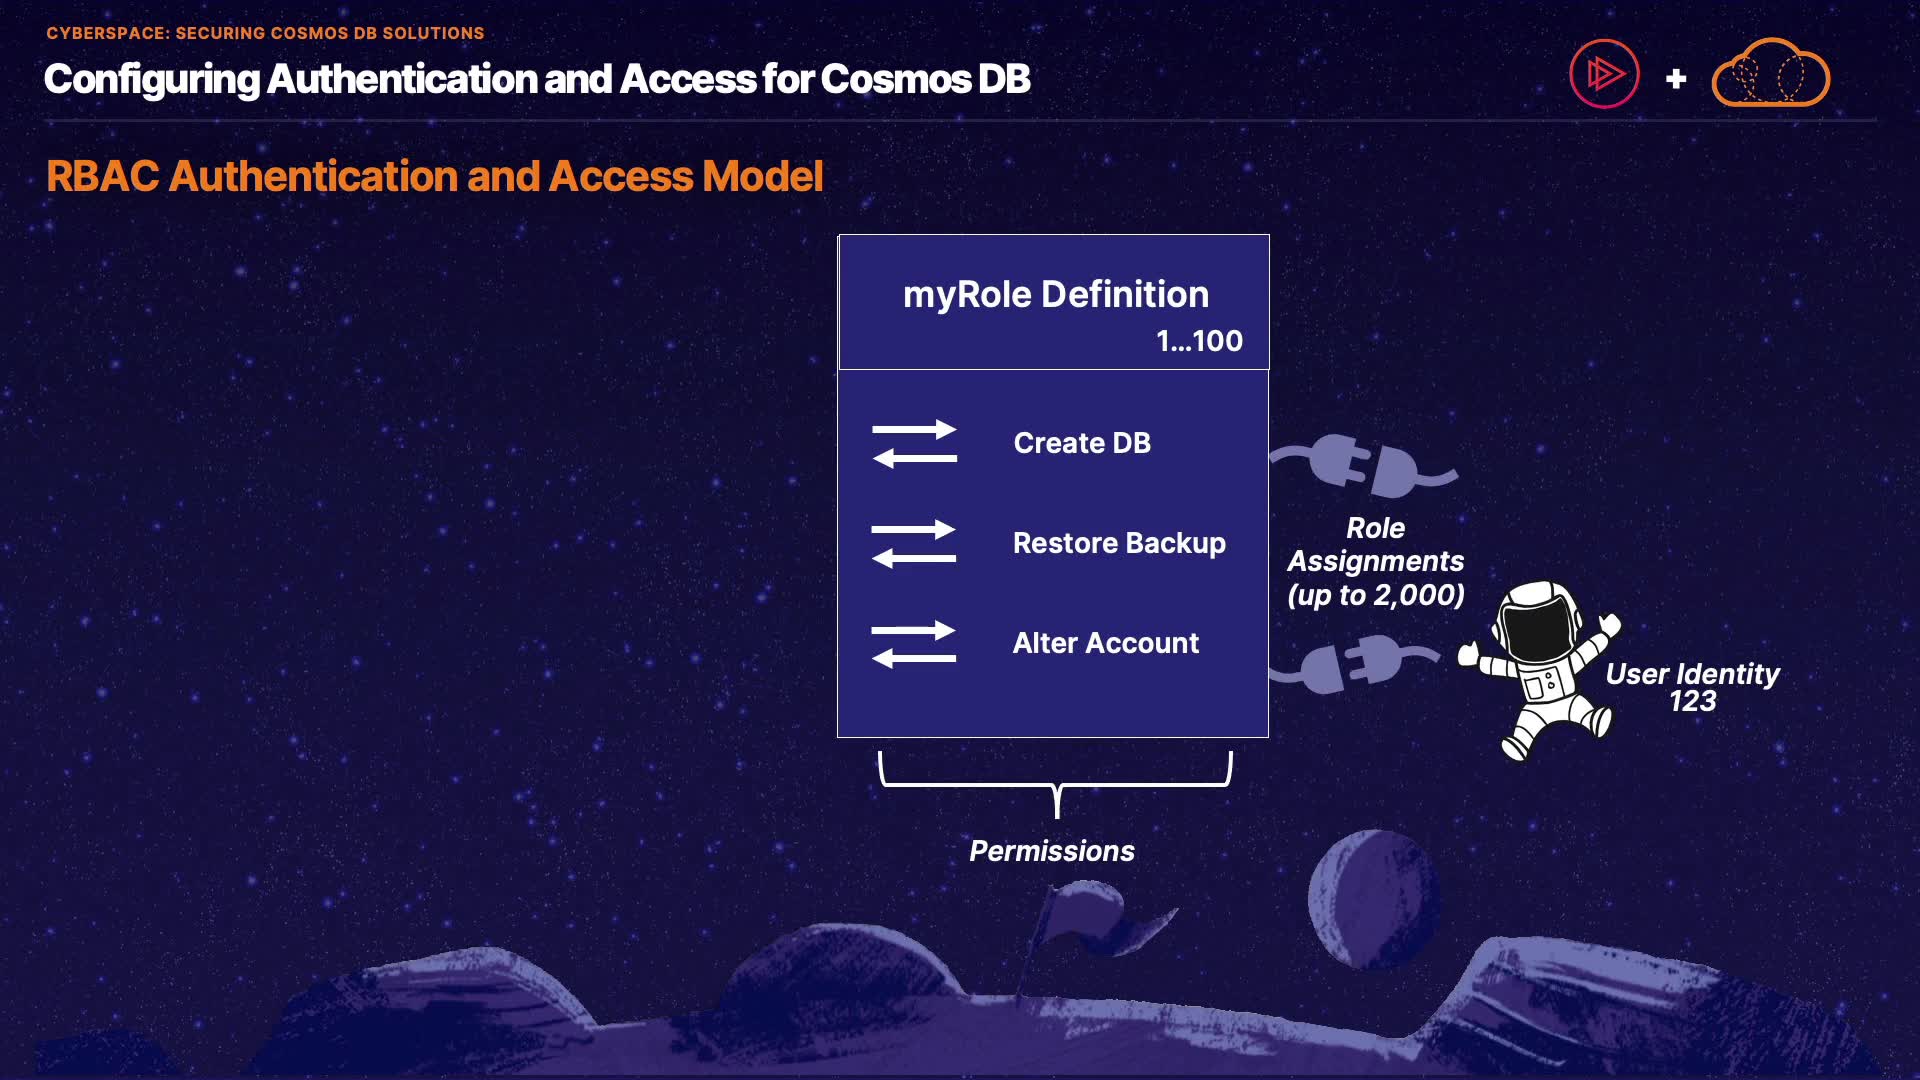 CYBERSPACE: SECURING COSMOS DB SOLUTIONS
Configuring Authentication and Access for Cosmos DB
+
RBAC Authentication and Access Model
myRole Definition
1...100
Create DB
Restore Backup
Alter Account
Role
Assignments
(up to 2,000)
User Identity
123
Permissions